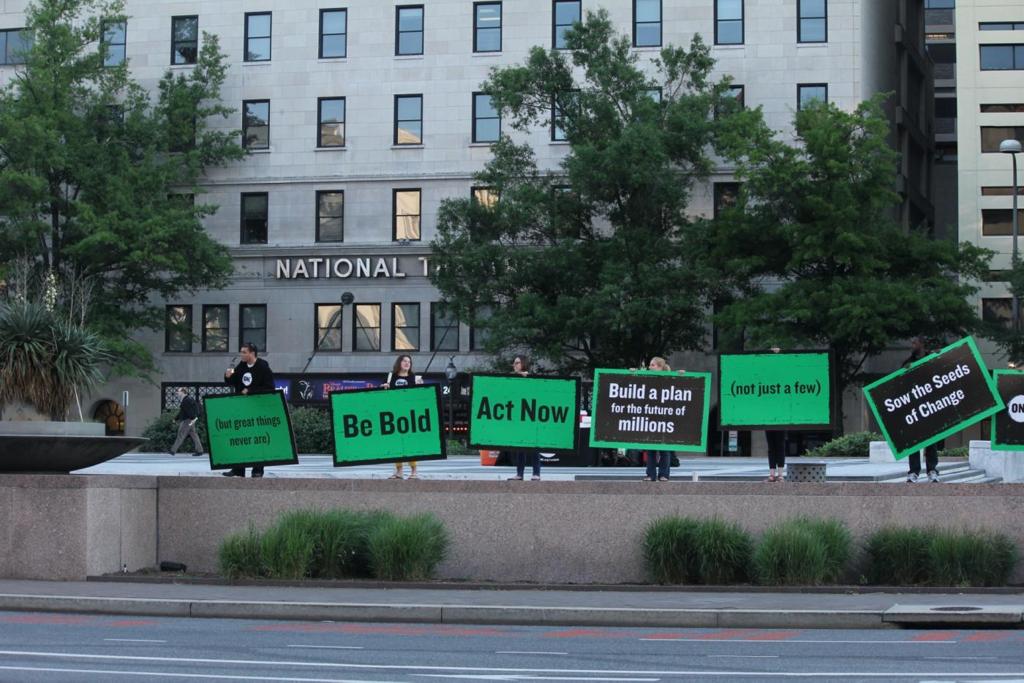 NATIONAL T
(but great things
never are)
Be Bold
Act Now
Build a plan
for the future of
millions
(not just a few)
Sow the Seeds
of Change
ON